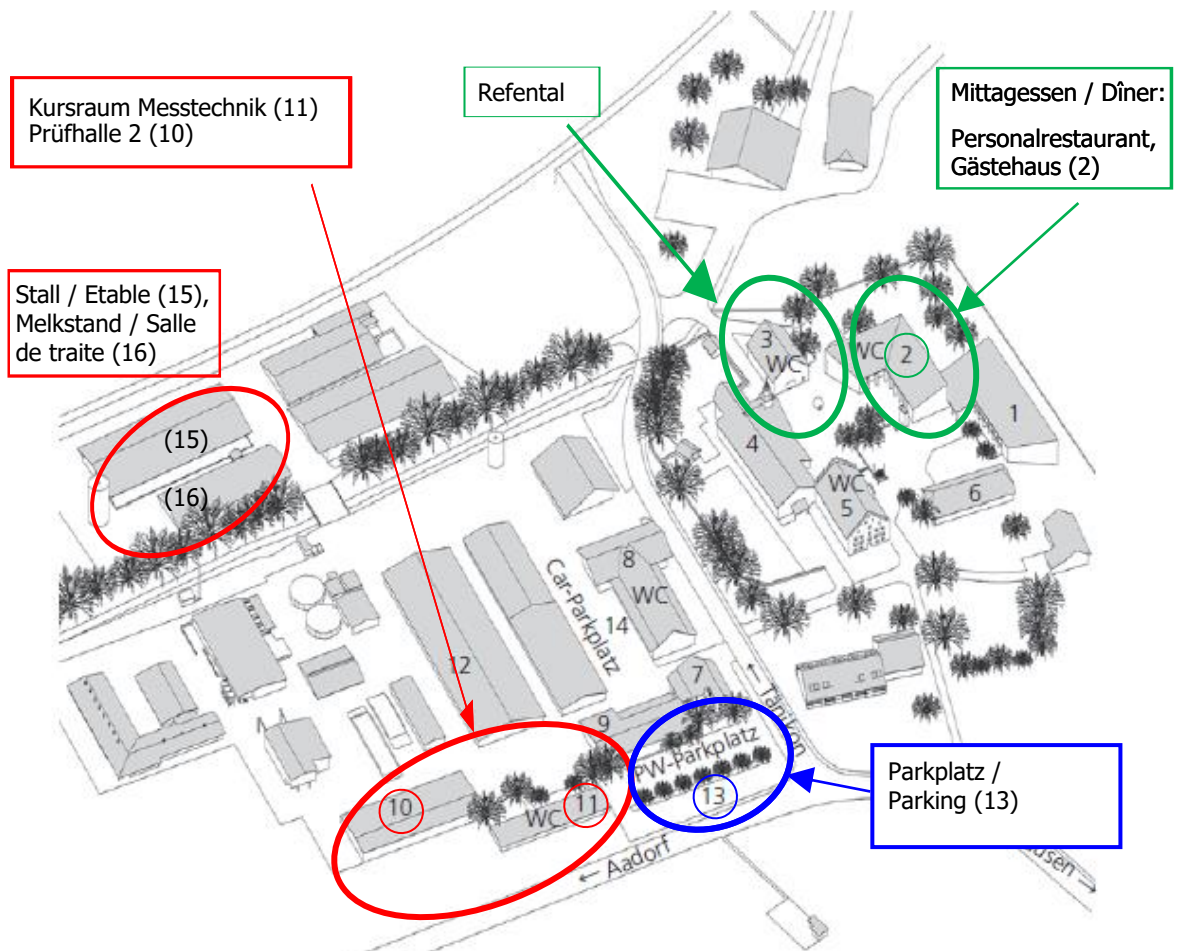 Kursraum Messtechnik (11)
Prüfhalle 2 (10)
Refental
Mittagessen / Dîner:
Personalrestaurant,
Gästehaus (2)
Stall / Etable (15),
Melkstand / Salle
de traite (16)
3
WC
WC
2
1
(15)
4
(16)
WC
5
6
8
WC
Car-Parkplatz
14
12
7
Tänikon
9
PW-Parkplatz
Parkplatz /
Parking (13)
10
11
WC
13
← Aadorf